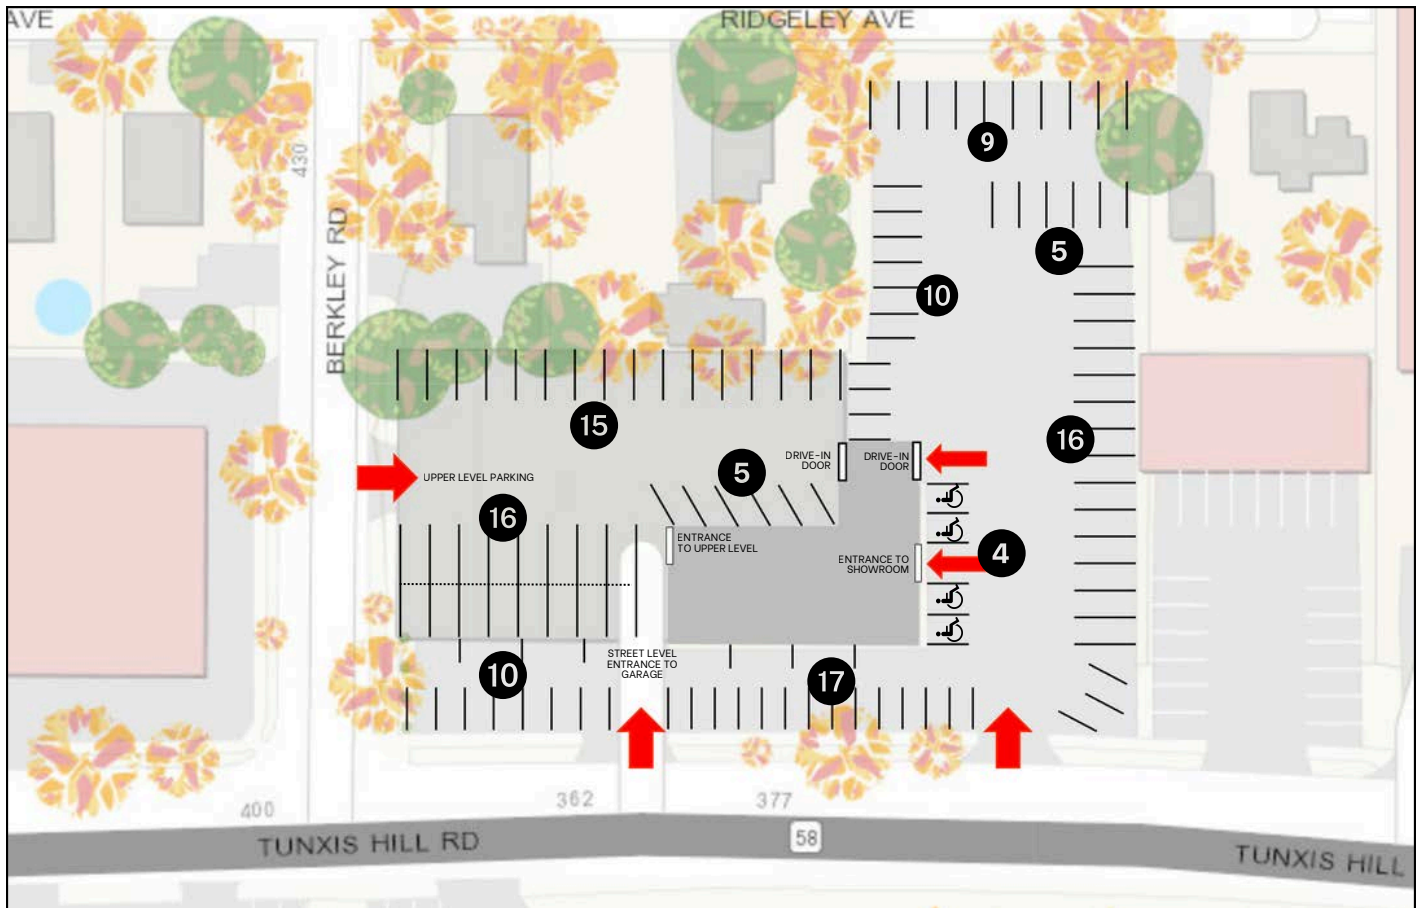 AVE
RIDGELEY AVE
9
430
BERKLEY RD
5
10
15
16
DRIVE-IN
DOOR
DRIVE-IN
DOOR
5
UPPER LEVEL PARKING
16
ENTRANCE
TO UPPER LEVEL
ENTRANCE TO
SHOWROOM
4
STREET LEVEL
ENTRANCE TO
GARAGE
10
17
400
362
377
TUNXIS HILL RD
58
TUNXIS HILL